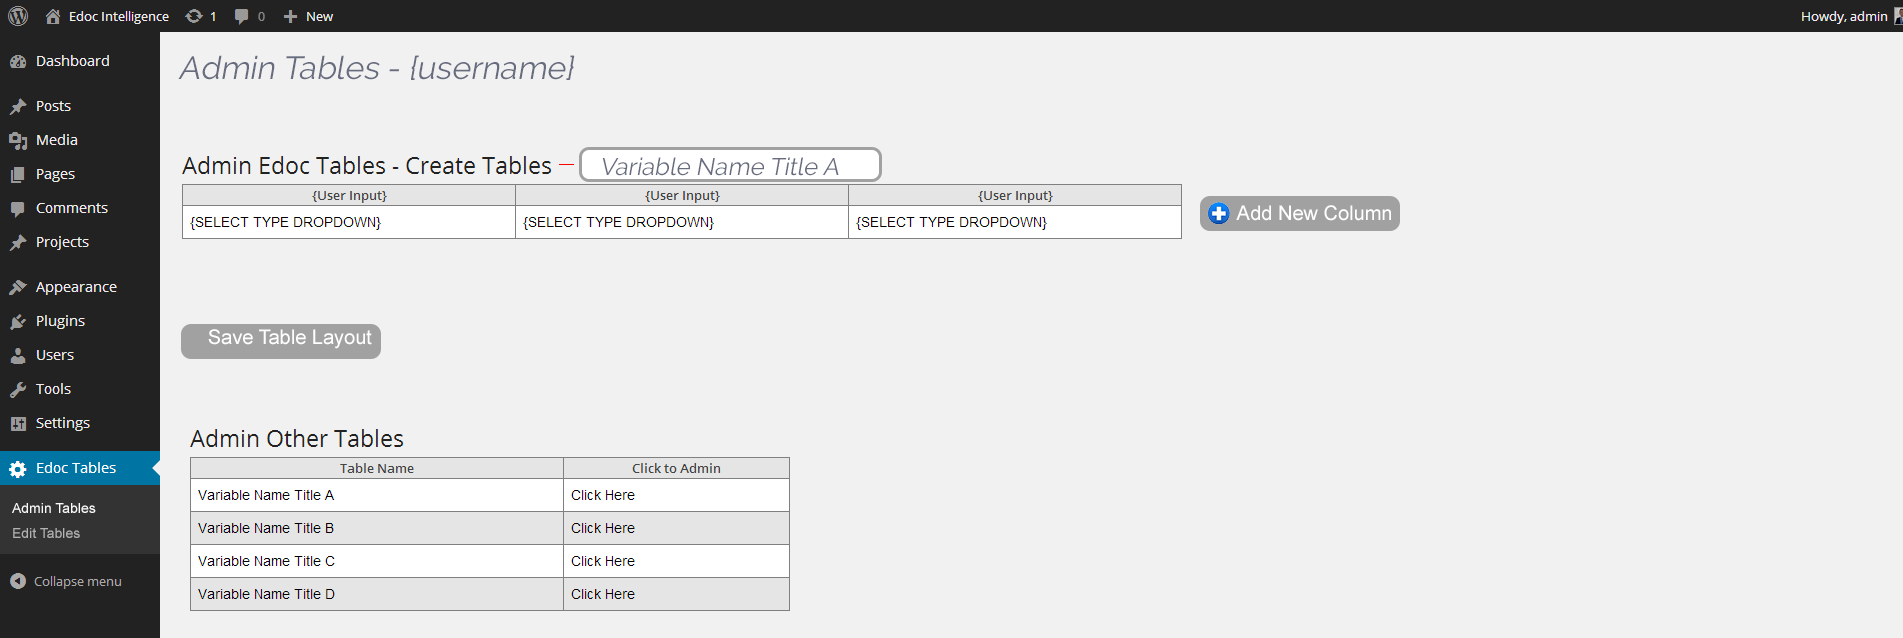 Edoc Intelligence 1 0 New Howdy, admin
Dashboard
Posts
Media
Pages
Comments
Projects
Appearance
Plugins
Users
Tools
Settings
Edoc Tables
Admin Tables
Edit Tables
Collapse menu
Admin Tables - {username}
Admin Edoc Tables - Create Tables — Variable Name Title A
{User Input} {User Input} {User Input}
{SELECT TYPE DROPDOWN} {SELECT TYPE DROPDOWN} {SELECT TYPE DROPDOWN}
Add New Column
Save Table Layout
Admin Other Tables
Table Name Click to Admin
Variable Name Title A Click Here
Variable Name Title B Click Here
Variable Name Title C Click Here
Variable Name Title D Click Here